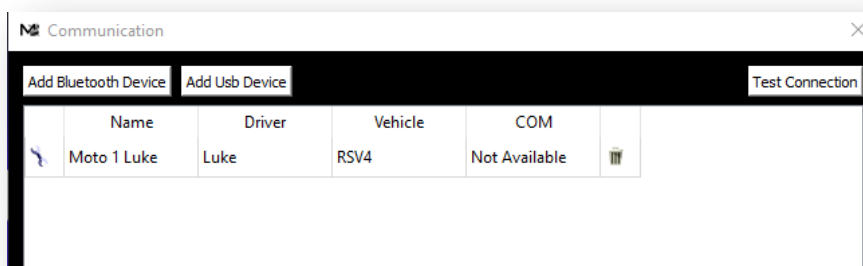 Communication
Add Bluetooth Device Add Usb Device Test Connection
Name Driver Vehicle COM
Moto 1 Luke Luke RSV4 Not Available